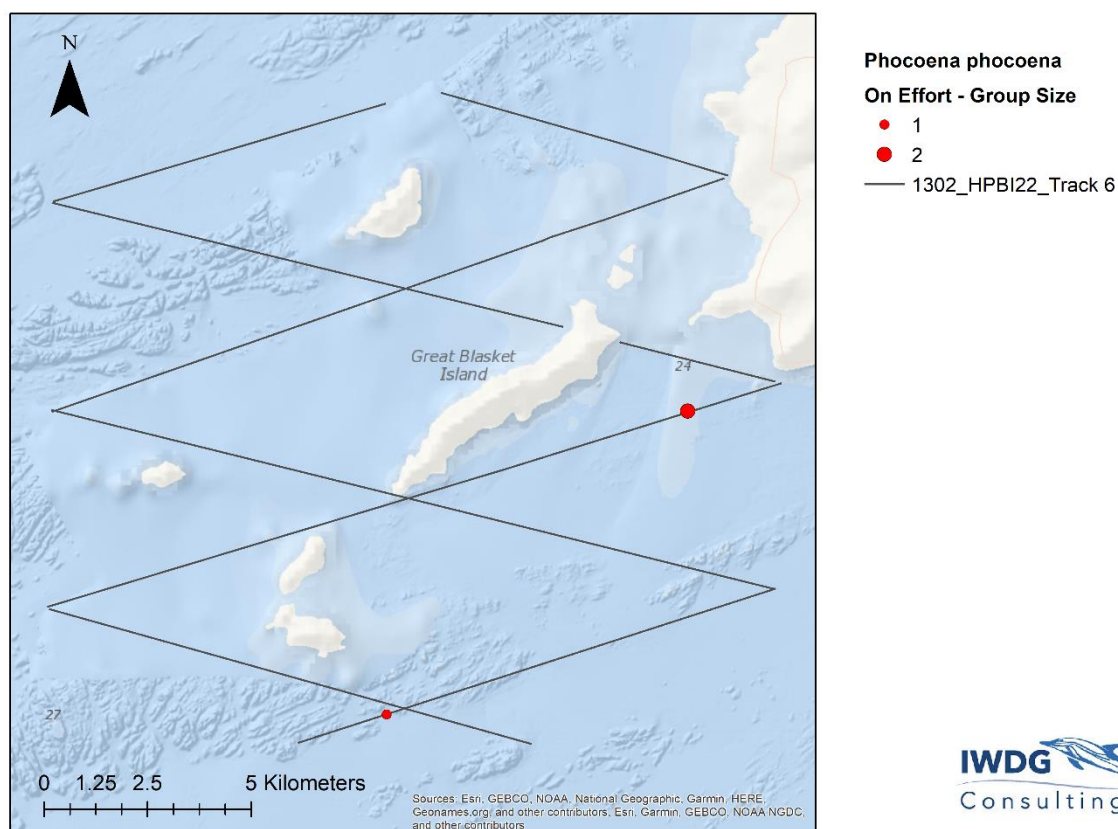 N
Great Blasket
Island
24
27
0 1.25 2.5 5 Kilometers
Sources: Esri, GEBCO, NOAA, National Geographic, Garmin, HERE,
Geonames.org, and other contributors, Esri, Garmin, GEBCO, NOAA NGDC,
and other contributors
Phocoena phocoena
On Effort - Group Size
1
2
1302_HPBI22_Track 6
IWDG
Consulting